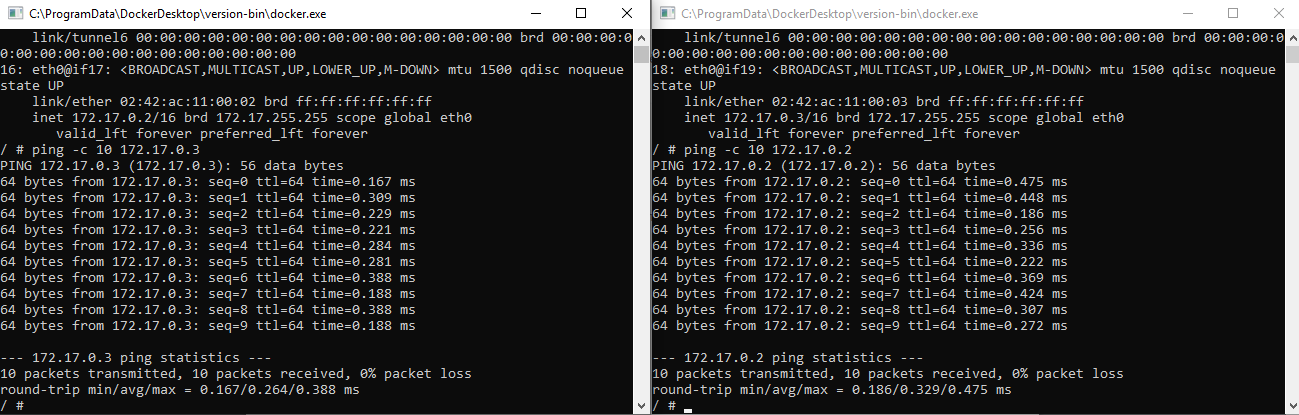 C:\ProgramData\DockerDesktop\version-bin\docker.exe
link/tunnel6 00:00:00:00:00:00:00:00:00:00:00:00:00:00:00:00 brd 00:00:00:0
0:00:00:00:00:00:00:00:00:00:00:00:00
16: eth0@if17: <BROADCAST,MULTICAST,UP,LOWER_UP,M-DOWN> mtu 1500 qdisc noqueue
state UP
link/ether 02:42:ac:11:00:02 brd ff:ff:ff:ff:ff:ff
inet 172.17.0.2/16 brd 172.17.255.255 scope global eth0
valid_lft forever preferred_lft forever
/ # ping -c 10 172.17.0.3
PING 172.17.0.3 (172.17.0.3): 56 data bytes
64 bytes from 172.17.0.3: seq=0 ttl=64 time=0.167 ms
64 bytes from 172.17.0.3: seq=1 ttl=64 time=0.309 ms
64 bytes from 172.17.0.3: seq=2 ttl=64 time=0.229 ms
64 bytes from 172.17.0.3: seq=3 ttl=64 time=0.221 ms
64 bytes from 172.17.0.3: seq=4 ttl=64 time=0.284 ms
64 bytes from 172.17.0.3: seq=5 ttl=64 time=0.281 ms
64 bytes from 172.17.0.3: seq=6 ttl=64 time=0.388 ms
64 bytes from 172.17.0.3: seq=7 ttl=64 time=0.188 ms
64 bytes from 172.17.0.3: seq=8 ttl=64 time=0.388 ms
64 bytes from 172.17.0.3: seq=9 ttl=64 time=0.188 ms
--- 172.17.0.3 ping statistics ---
10 packets transmitted, 10 packets received, 0% packet loss
round-trip min/avg/max = 0.167/0.264/0.388 ms
/ #
C:\ProgramData\DockerDesktop\version-bin\docker.exe
link/tunnel6 00:00:00:00:00:00:00:00:00:00:00:00:00:00:00:00 brd 00:00:00:0
0:00:00:00:00:00:00:00:00:00:00:00:00
18: eth0@if19: <BROADCAST,MULTICAST,UP,LOWER_UP,M-DOWN> mtu 1500 qdisc noqueue
state UP
link/ether 02:42:ac:11:00:03 brd ff:ff:ff:ff:ff:ff
inet 172.17.0.3/16 brd 172.17.255.255 scope global eth0
valid_lft forever preferred_lft forever
/ # ping -c 10 172.17.0.2
PING 172.17.0.2 (172.17.0.2): 56 data bytes
64 bytes from 172.17.0.2: seq=0 ttl=64 time=0.475 ms
64 bytes from 172.17.0.2: seq=1 ttl=64 time=0.448 ms
64 bytes from 172.17.0.2: seq=2 ttl=64 time=0.186 ms
64 bytes from 172.17.0.2: seq=3 ttl=64 time=0.256 ms
64 bytes from 172.17.0.2: seq=4 ttl=64 time=0.336 ms
64 bytes from 172.17.0.2: seq=5 ttl=64 time=0.222 ms
64 bytes from 172.17.0.2: seq=6 ttl=64 time=0.369 ms
64 bytes from 172.17.0.2: seq=7 ttl=64 time=0.424 ms
64 bytes from 172.17.0.2: seq=8 ttl=64 time=0.307 ms
64 bytes from 172.17.0.2: seq=9 ttl=64 time=0.272 ms
--- 172.17.0.2 ping statistics ---
10 packets transmitted, 10 packets received, 0% packet loss
round-trip min/avg/max = 0.186/0.329/0.475 ms
/ #